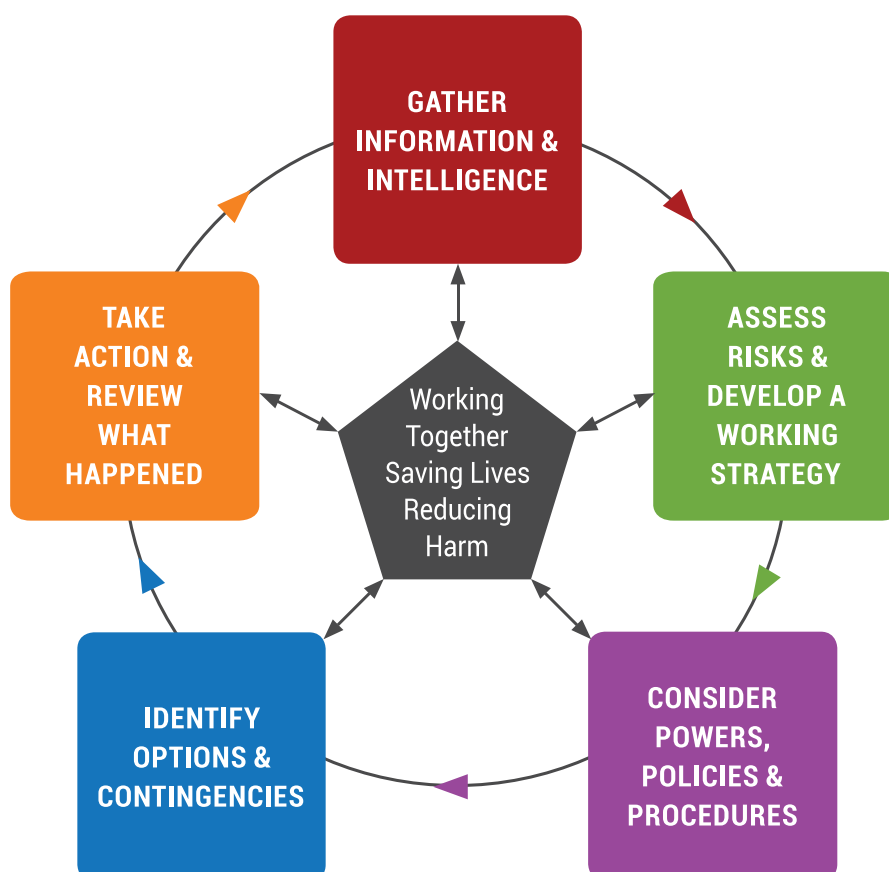 GATHER
INFORMATION &
INTELLIGENCE
ASSESS
RISKS &
DEVELOP A
WORKING
STRATEGY
CONSIDER
POWERS,
POLICIES &
PROCEDURES
IDENTIFY
OPTIONS &
CONTINGENCIES
TAKE
ACTION &
REVIEW
WHAT
HAPPENED
Working
Together
Saving Lives
Reducing
Harm